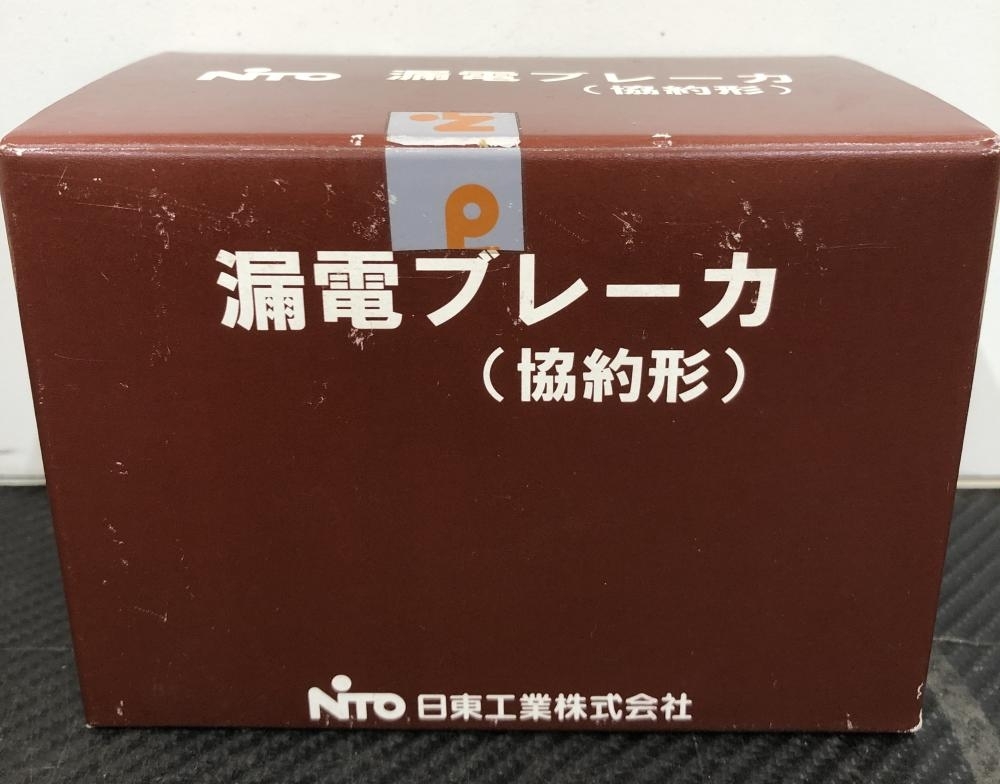 NiTO 漏電ブレーカ
（協約形）
漏電ブレーカ
（協約形）
NiTO 日東工業株式会社